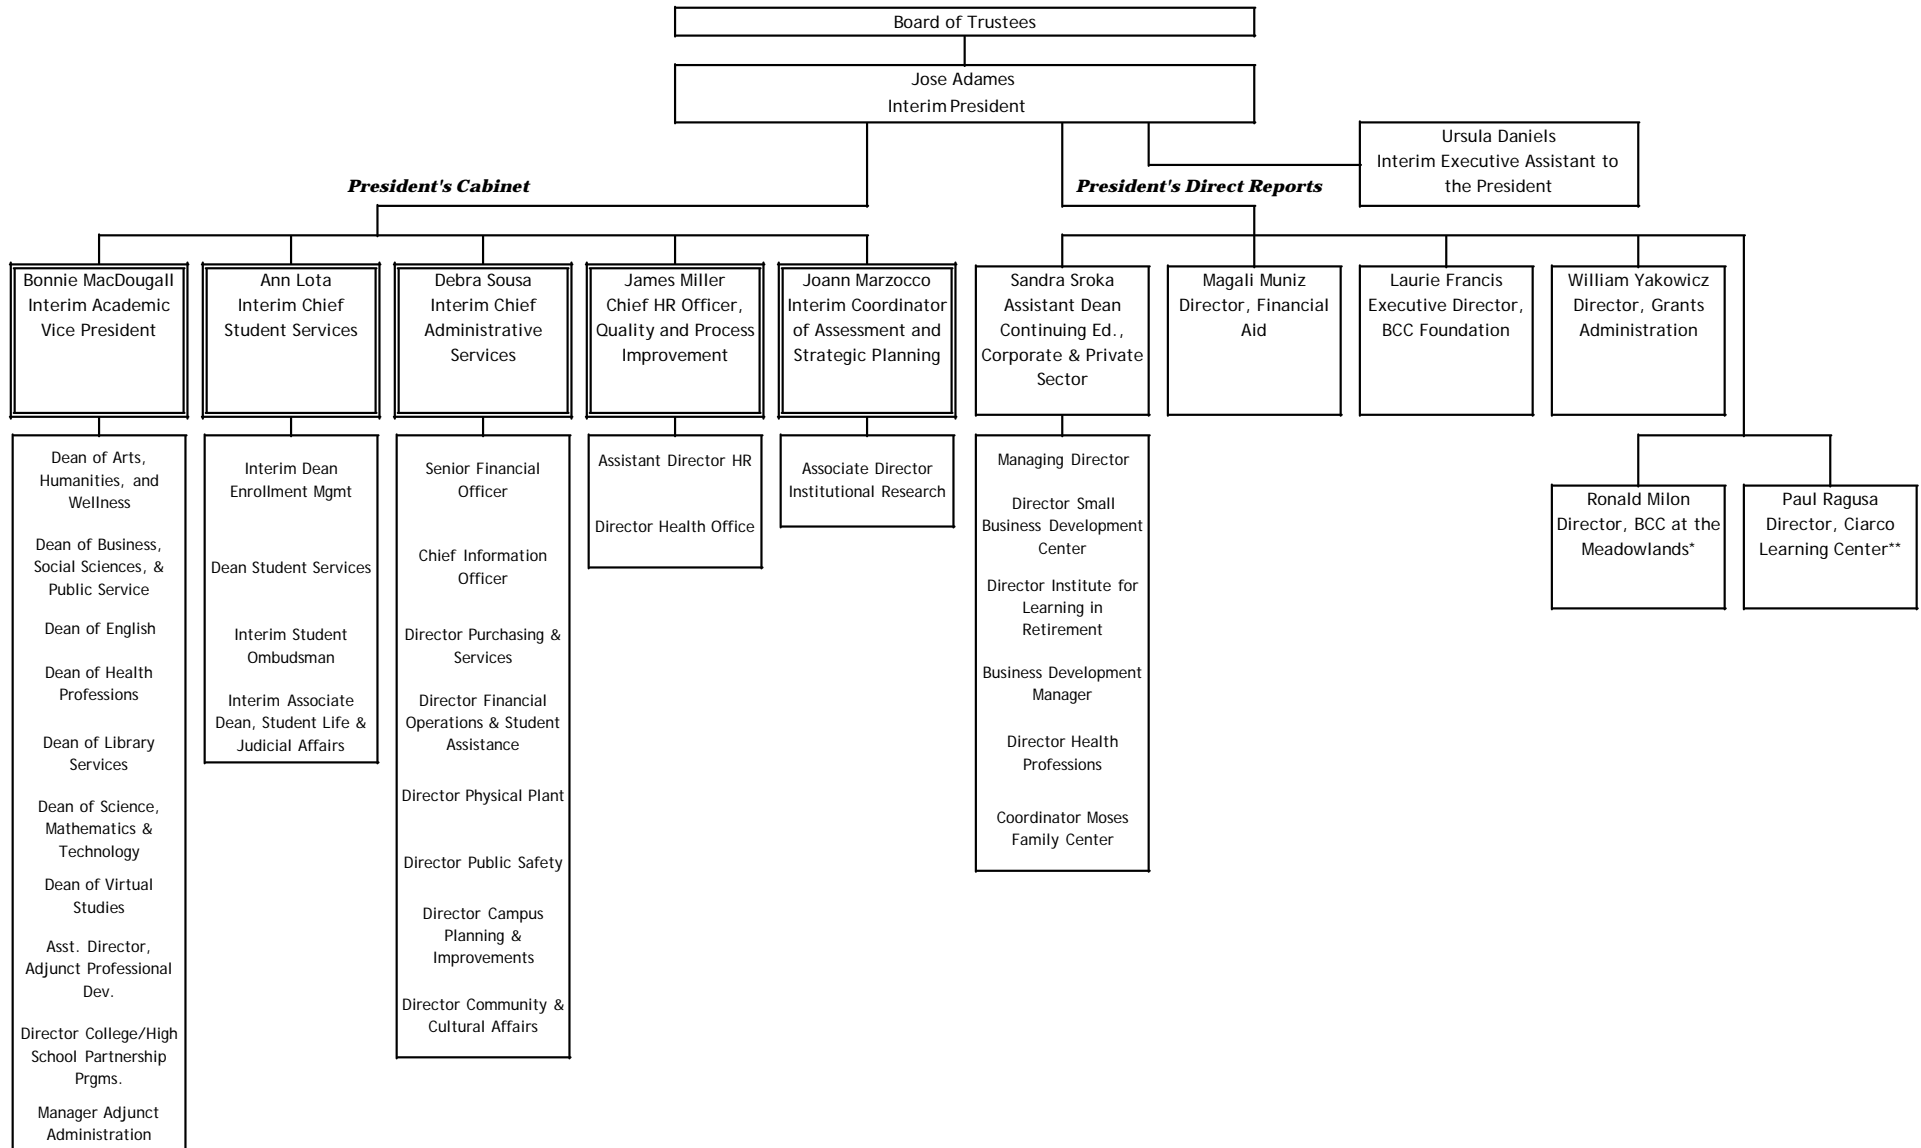 Board of Trustees
Jose Adames
Interim President
Ursula Daniels
Interim Executive Assistant to
the President
President's Cabinet
President's Direct Reports
Bonnie MacDougall
Interim Academic
Vice President
Ann Lota
Interim Chief
Student Services
Debra Sousa
Interim Chief
Administrative
Services
James Miller
Chief HR Officer,
Quality and Process
Improvement
Joann Marzocco
Interim Coordinator
of Assessment and
Strategic Planning
Sandra Sroka
Assistant Dean
Continuing Ed.,
Corporate & Private
Sector
Magali Muniz
Director, Financial
Aid
Laurie Francis
Executive Director,
BCC Foundation
William Yakowicz
Director, Grants
Administration
Dean of Arts,
Humanities, and
Wellness
Dean of Business,
Social Sciences, &
Public Service
Dean of English
Dean of Health
Professions
Dean of Library
Services
Dean of Science,
Mathematics &
Technology
Dean of Virtual
Studies
Asst. Director,
Adjunct Professional
Dev.
Director College/High
School Partnership
Prgms.
Manager Adjunct
Administration
Interim Dean
Enrollment Mgmt
Dean Student Services
Interim Student
Ombudsman
Interim Associate
Dean, Student Life &
Judicial Affairs
Senior Financial
Officer
Chief Information
Officer
Director Purchasing &
Services
Director Financial
Operations & Student
Assistance
Director Physical Plant
Director Public Safety
Director Campus
Planning &
Improvements
Director Community &
Cultural Affairs
Assistant Director HR
Director Health Office
Associate Director
Institutional Research
Managing Director
Director Small
Business Development
Center
Director Institute for
Learning in
Retirement
Business Development
Manager
Director Health
Professions
Coordinator Moses
Family Center
Ronald Milon
Director, BCC at the
Meadowlands*
Paul Ragusa
Director, Ciarco
Learning Center**